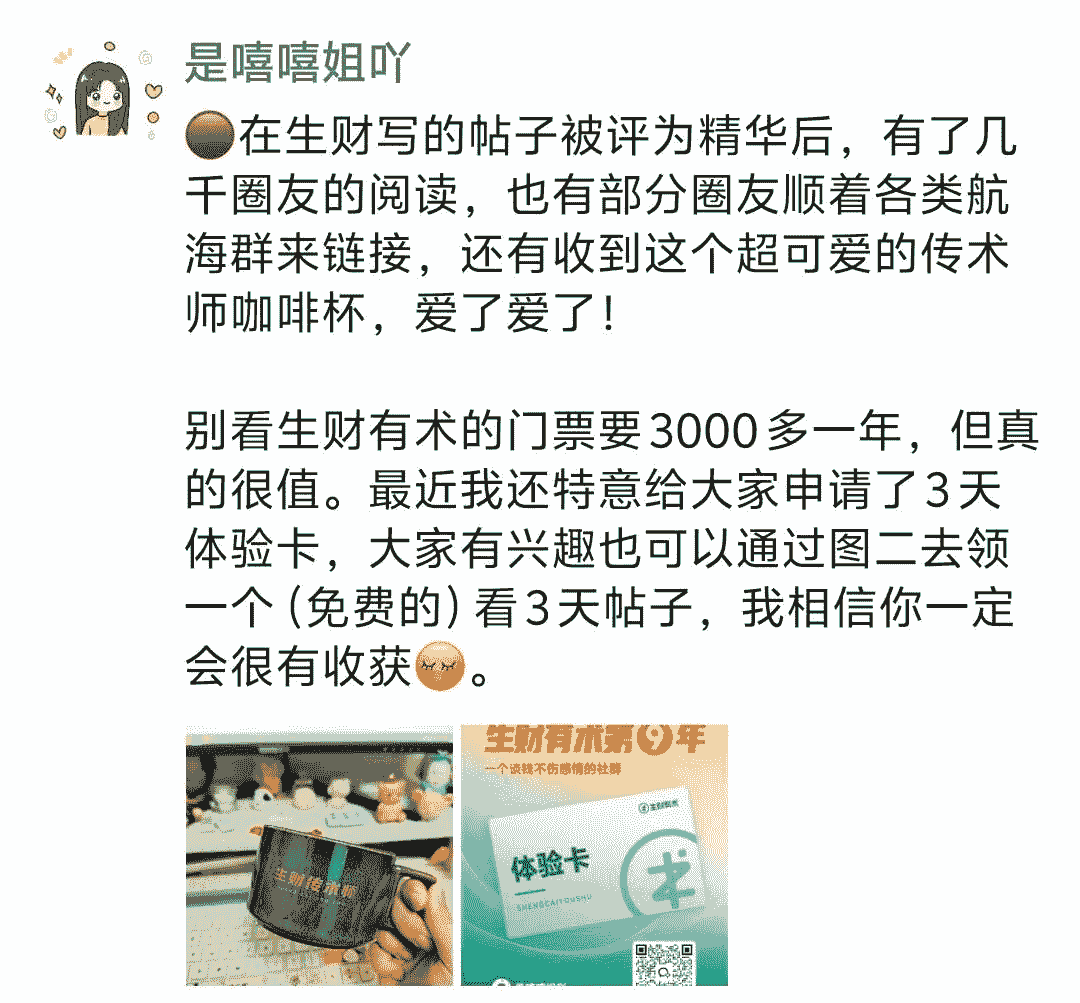 是嘻嘻姐吖
在生财写的帖子被评为精华后，有了几
千圈友的阅读，也有部分圈友顺着各类航
海群来链接，还有收到这个超可爱的传术
师咖啡杯，爱了爱了！
别看生财有术的门票要3000多一年，但真
的很值。最近我还特意给大家申请了3天
体验卡，大家有兴趣也可以通过图二去领
一个(免费的)看3天帖子，我相信你一定
会很有收获。
生财传术师
生财有术第9年
一个谈钱不伤感情的社群
生财有术
体验卡
SHENGCAIYOUSHU